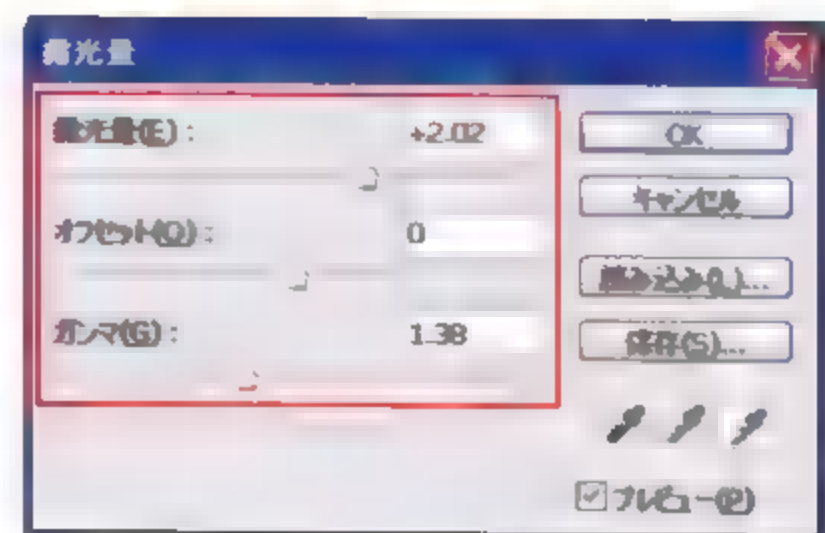 露光量
露光量(E):
+2.02
オフセット(O):
0
ガンマ(G):
1.38
OK
キャンセル
読み込み(L)...
保存(S)...
プレビュー(P)